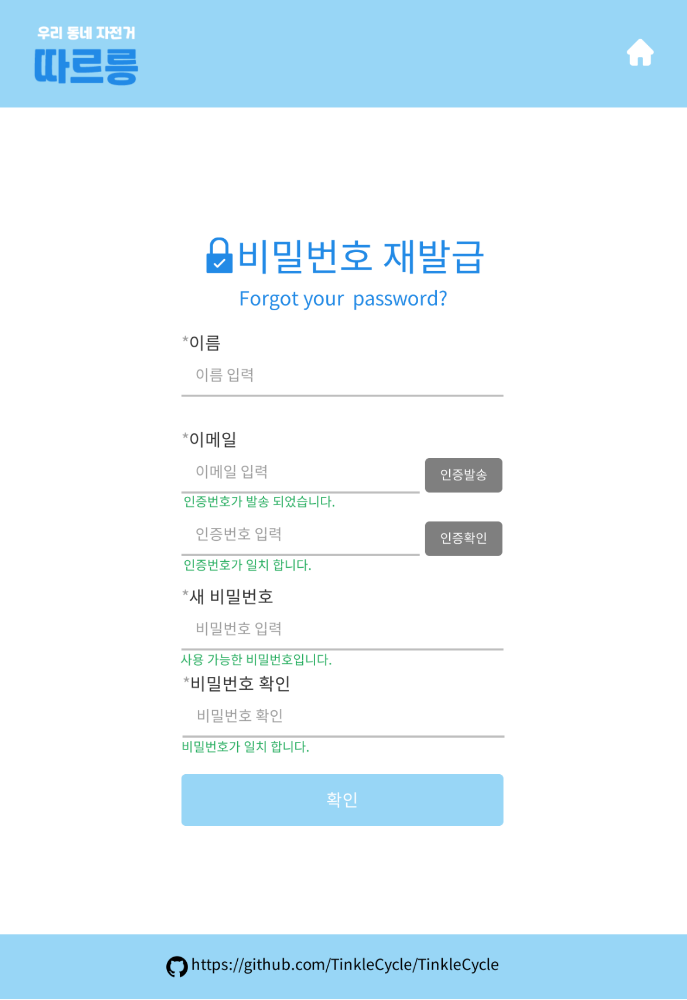 우리 동네 자전거
따르릉
비밀번호 재발급
Forgot your password?
*이름
이름 입력
*이메일
이메일 입력
인증발송
인증번호가 발송 되었습니다.
인증번호 입력
인증확인
인증번호가 일치 합니다.
*새 비밀번호
비밀번호 입력
사용 가능한 비밀번호입니다.
*비밀번호 확인
비밀번호 확인
비밀번호가 일치 합니다.
확인
https://github.com/TinkleCycle/TinkleCycle